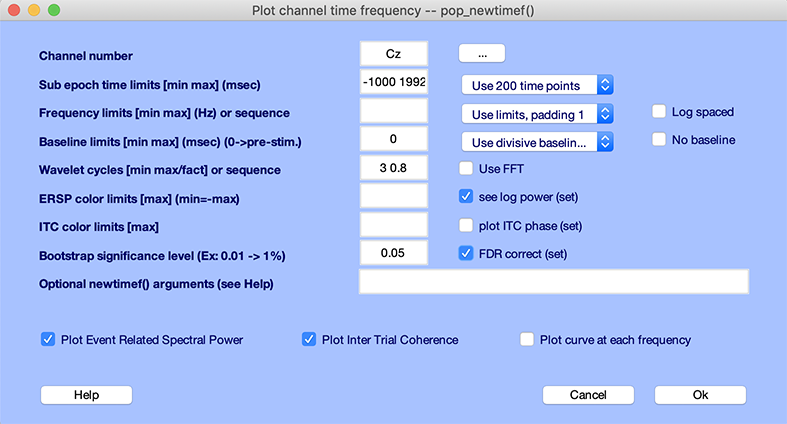 Plot channel time frequency -- pop_newtimef()
Channel number Cz ...
Sub epoch time limits [min max] (msec) -1000 1992 Use 200 time points
Frequency limits [min max] (Hz) or sequence Use limits, padding 1 Log spaced
Baseline limits [min max] (msec) (0->pre-stim.) 0 Use divisive baselin... No baseline
Wavelet cycles [min max/fact] or sequence 3 0.8 Use FFT
ERSP color limits [max] (min=-max) see log power (set)
ITC color limits [max] plot ITC phase (set)
Bootstrap significance level (Ex: 0.01 -> 1%) 0.05 FDR correct (set)
Optional newtimef() arguments (see Help)
Plot Event Related Spectral Power Plot Inter Trial Coherence Plot curve at each frequency
Help Cancel Ok